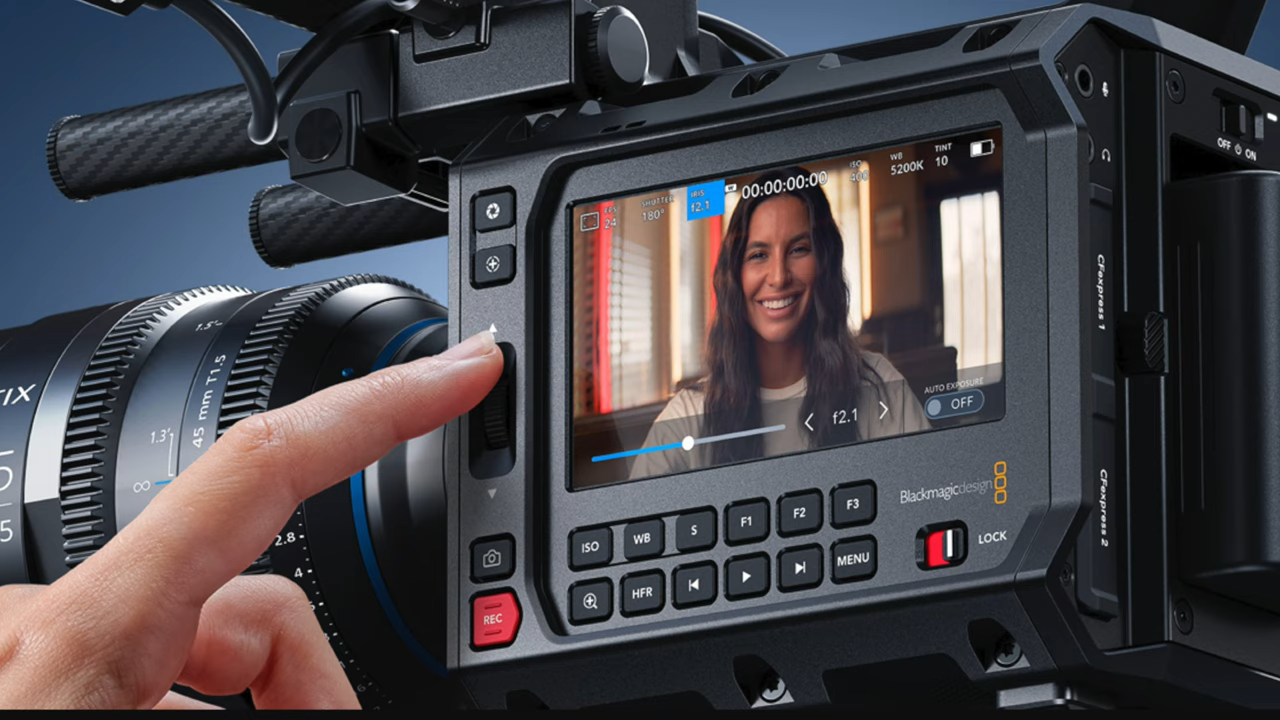 OFF ON
FPS
24
SHUTTER
180°
IRIS
f2.1
00:00:00:00
ISO
400
WB
5200K
TINT
10
1.5'
45 mm T1.5
1.3'
∞
2.8
4
CFexpress 1
CFexpress 2
AUTO EXPOSURE
OFF
f2.1
Blackmagicdesign
LOCK
ISO
WB
S
F1
F2
F3
HFR
MENU
REC